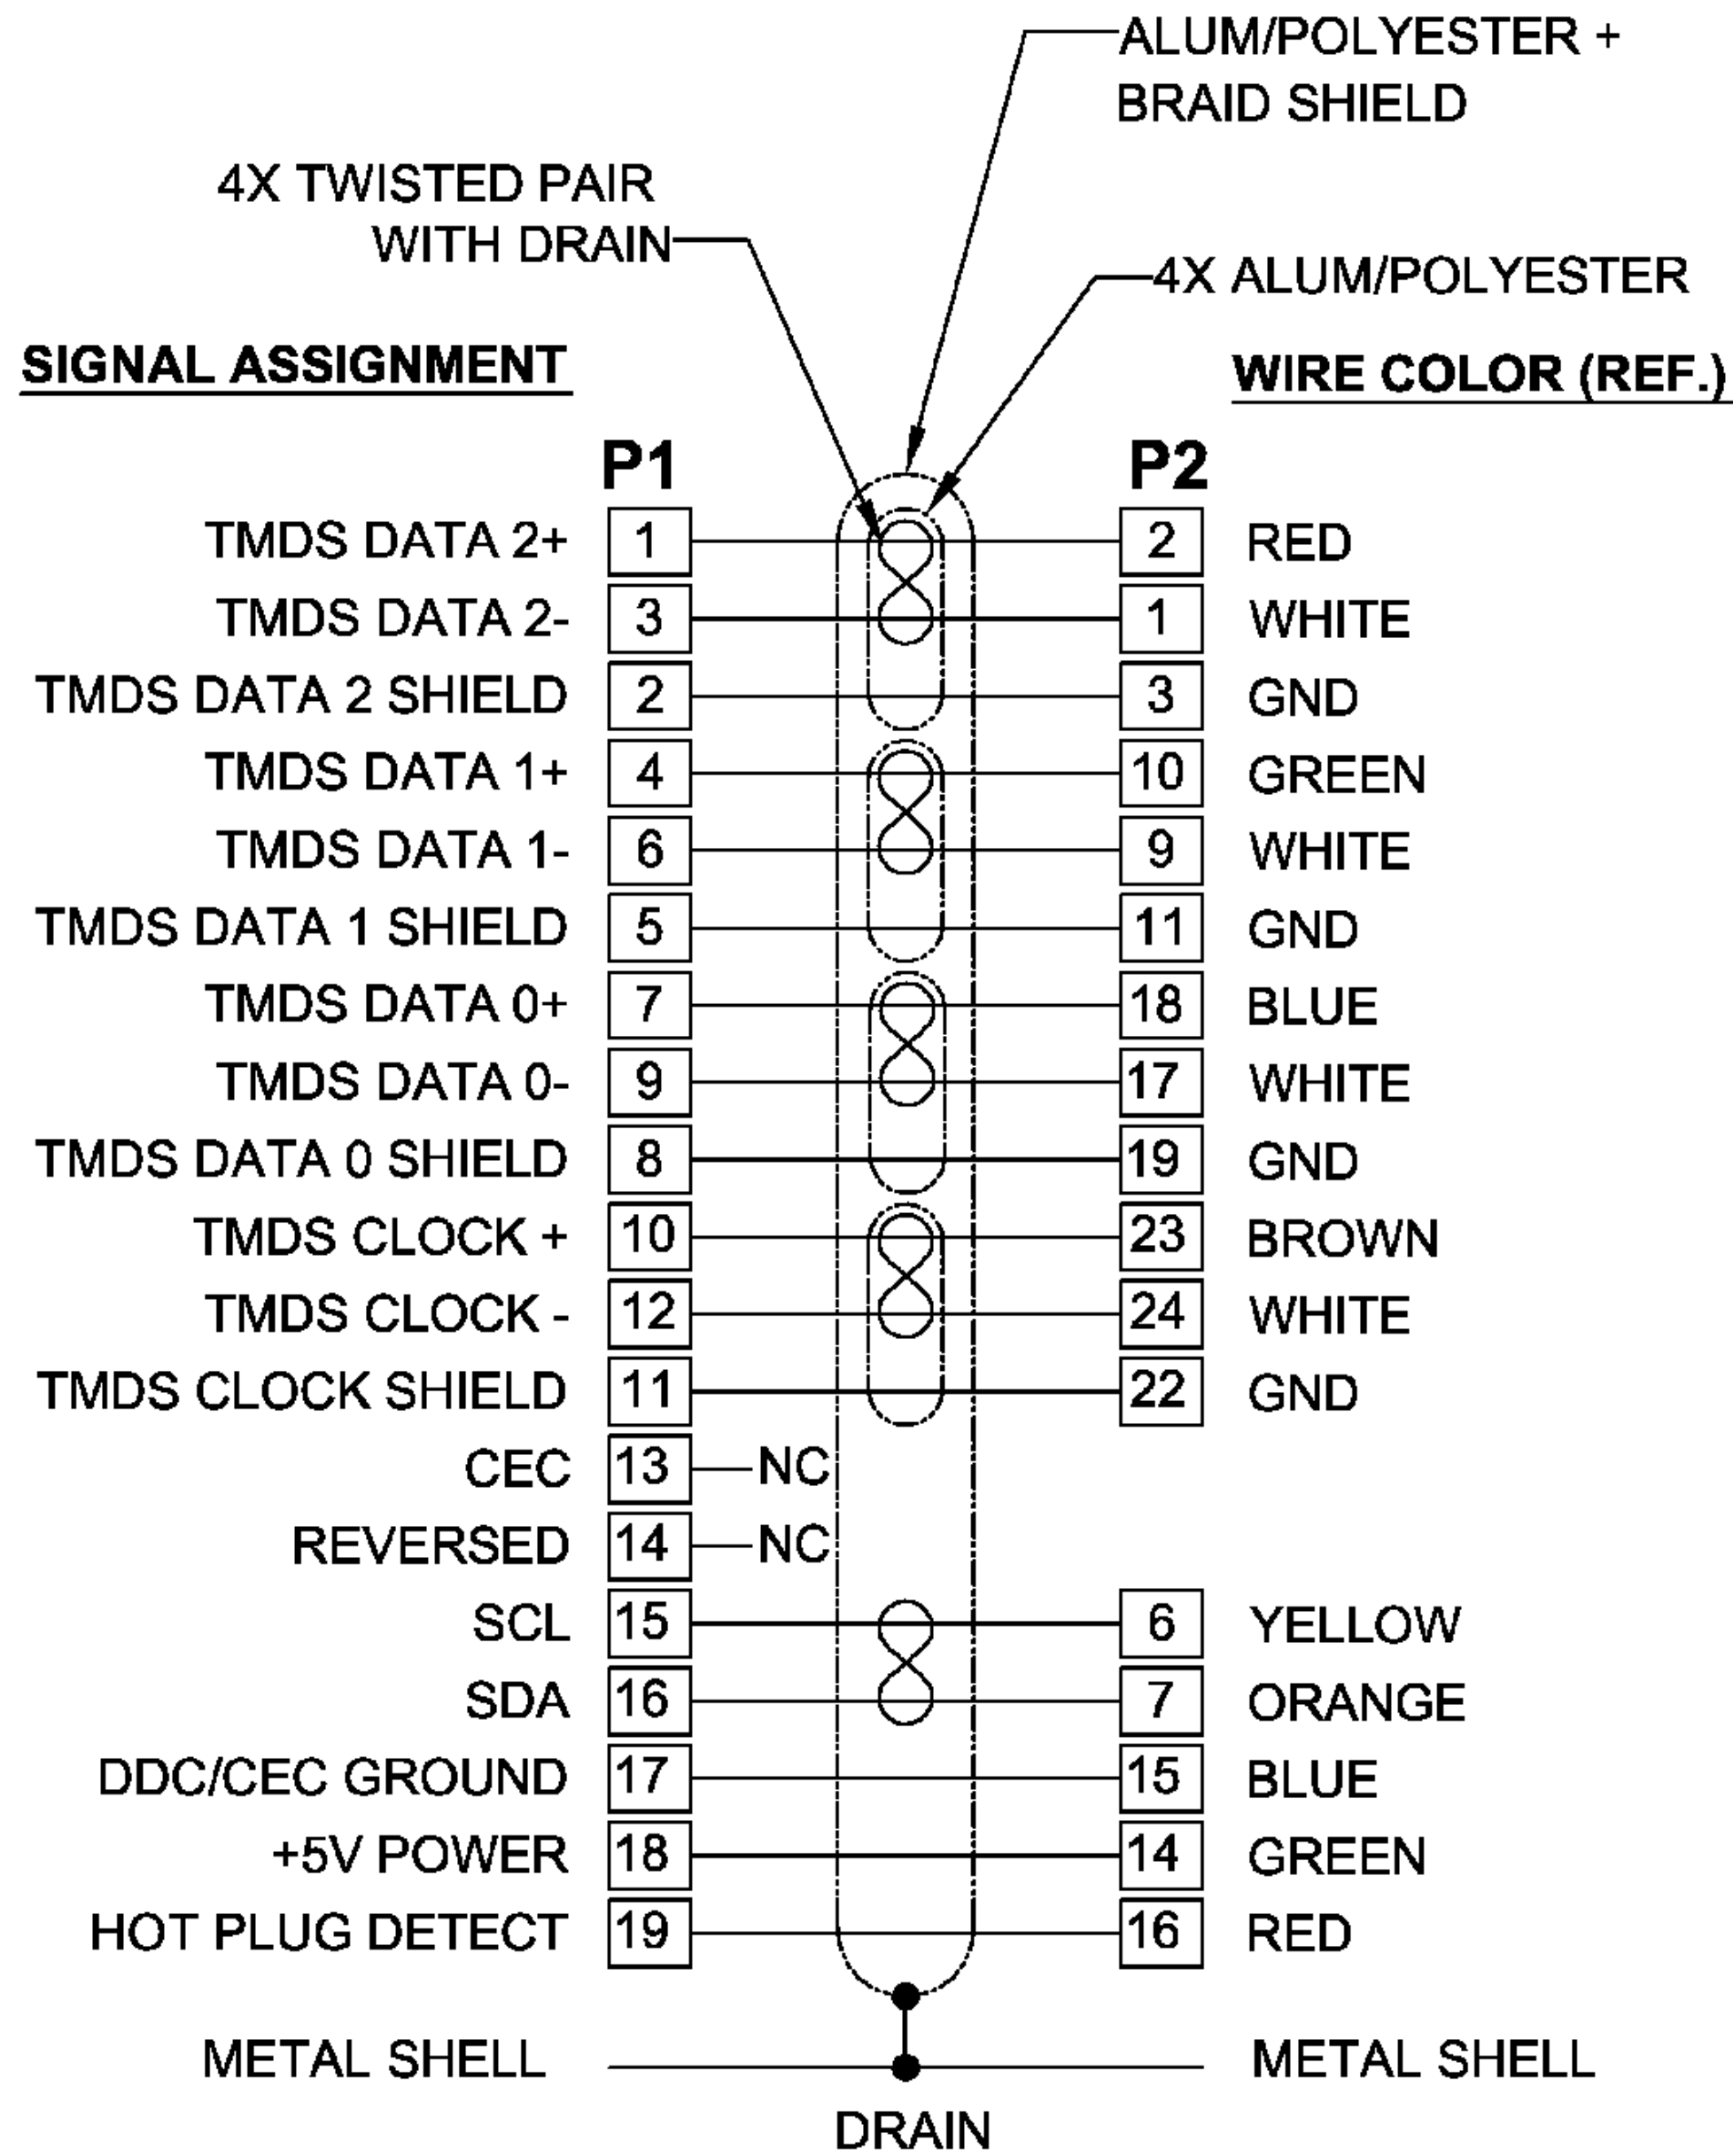 ALUM/POLYESTER +
BRAID SHIELD
4X TWISTED PAIR
WITH DRAIN
4X ALUM/POLYESTER
SIGNAL ASSIGNMENT
WIRE COLOR (REF.)
P1 P2
TMDS DATA 2+ 1 2 RED
TMDS DATA 2- 3 1 WHITE
TMDS DATA 2 SHIELD 2 3 GND
TMDS DATA 1+ 4 10 GREEN
TMDS DATA 1- 6 9 WHITE
TMDS DATA 1 SHIELD 5 11 GND
TMDS DATA 0+ 7 18 BLUE
TMDS DATA 0- 9 17 WHITE
TMDS DATA 0 SHIELD 8 19 GND
TMDS CLOCK + 10 23 BROWN
TMDS CLOCK - 12 24 WHITE
TMDS CLOCK SHIELD 11 22 GND
CEC 13 NC
REVERSED 14 NC
SCL 15 6 YELLOW
SDA 16 7 ORANGE
DDC/CEC GROUND 17 15 BLUE
+5V POWER 18 14 GREEN
HOT PLUG DETECT 19 16 RED
METAL SHELL METAL SHELL
DRAIN